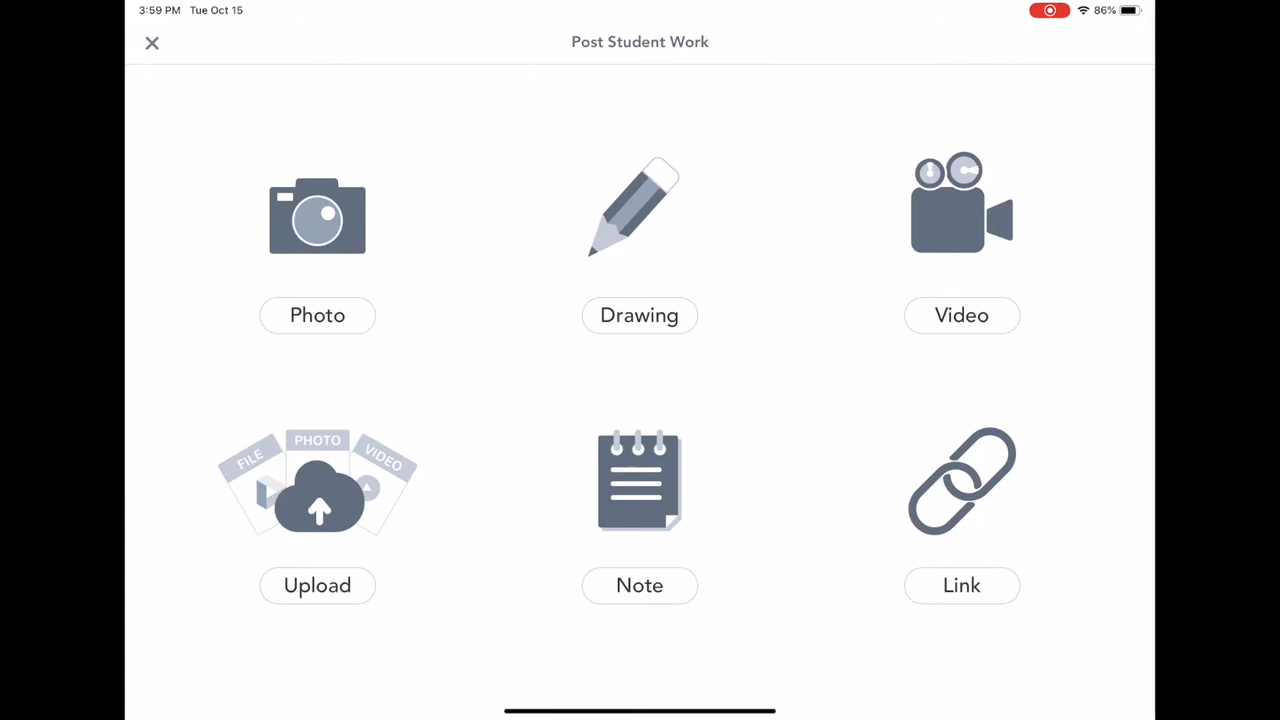 3:59 PM Tue Oct 15
86%
Post Student Work
Photo
Drawing
Video
FILE
PHOTO
VIDEO
Upload
Note
Link